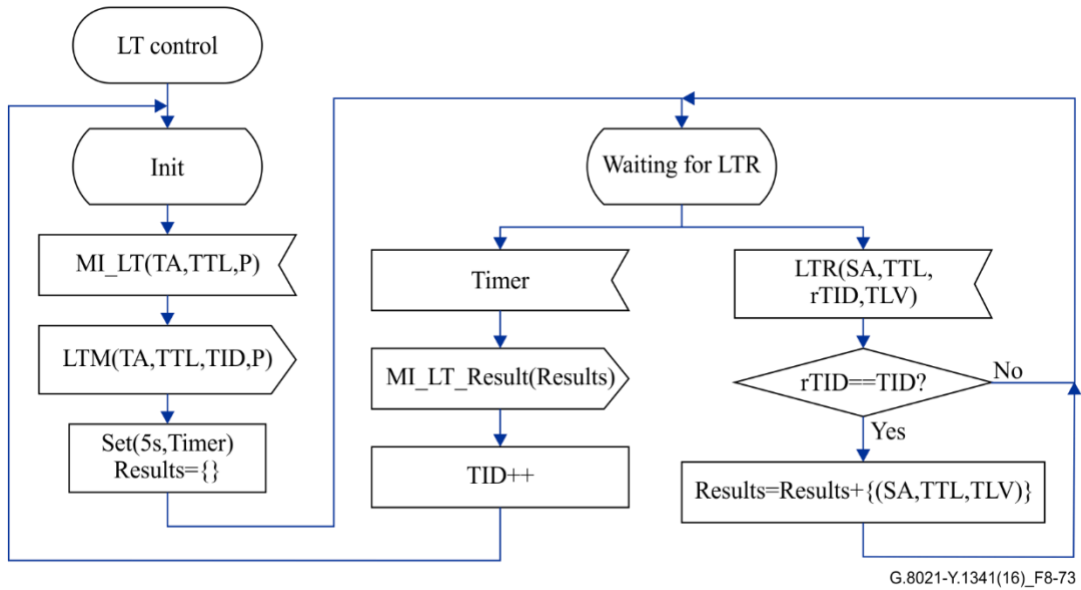 LT control
Init
MI_LT(TA,TTL,P)
LTM(TA,TTL,TID,P)
Set(5s,Timer)
Results={}
Waiting for LTR
Timer
MI_LT_Result(Results)
TID++
LTR(SA,TTL,
rTID,TLV)
rTID==TID?
No
Yes
Results=Results+{(SA,TTL,TLV)}
G.8021-Y.1341(16)_F8-73